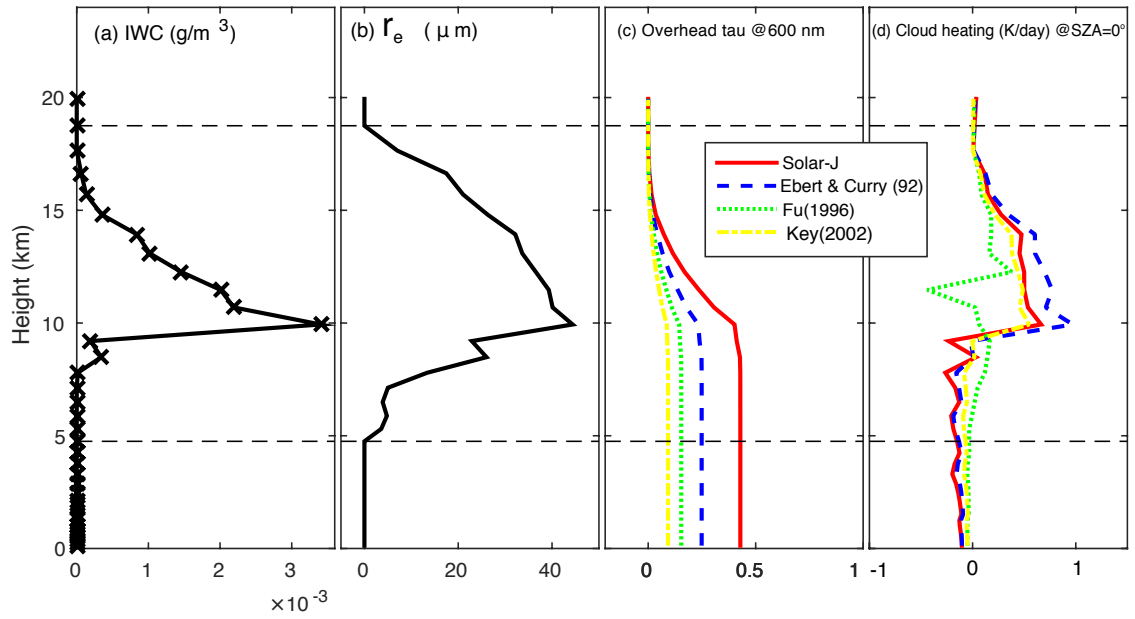 (a) IWC (g/m ³)
(b) rₑ ( μ m)
(c) Overhead tau @600 nm
(d) Cloud heating (K/day) @SZA=0°
Height (km)
20
15
10
5
0
Solar-J
Ebert & Curry (92)
Fu(1996)
Key(2002)
0 1 2 3
×10⁻³
0 20 40
0 0.5 1
-1 0 1